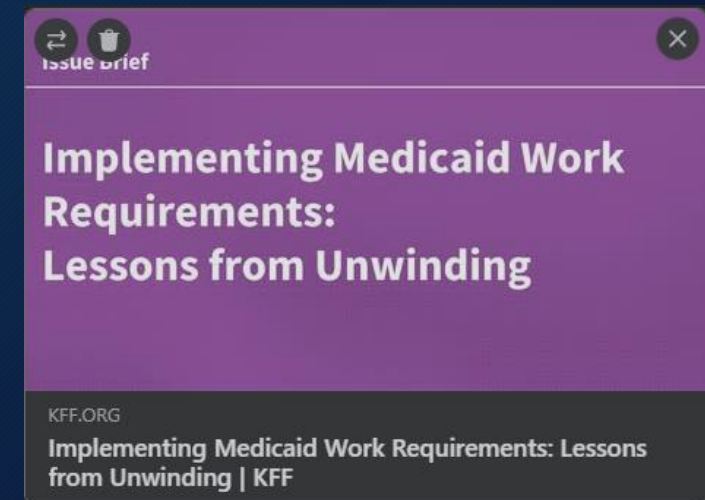 Issue Brief
Implementing Medicaid Work
Requirements:
Lessons from Unwinding
KFF.ORG
Implementing Medicaid Work Requirements: Lessons
from Unwinding | KFF